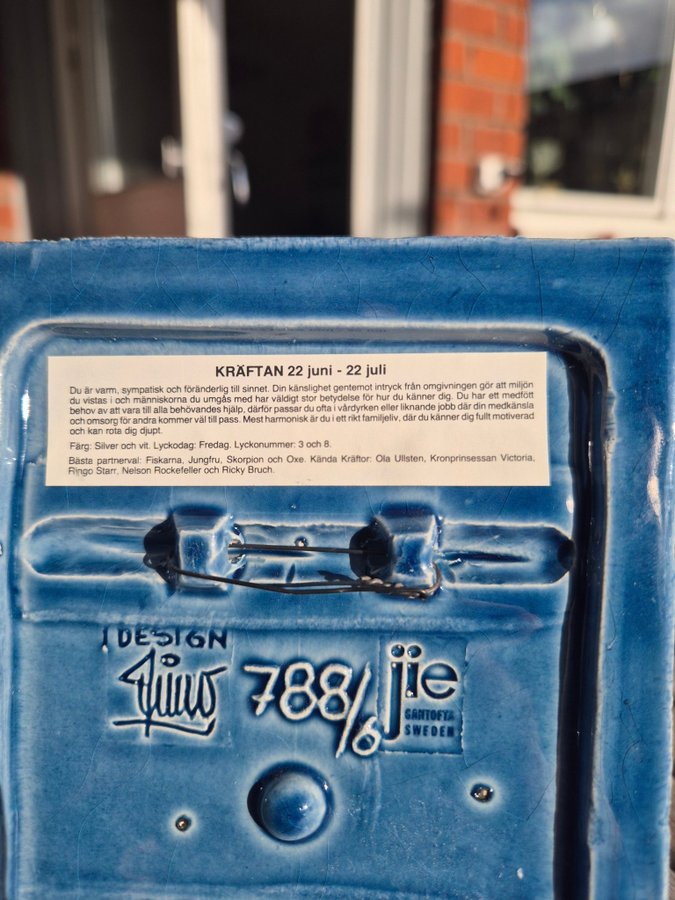 KRÄFTAN 22 juni - 22 juli
Du är varm, sympatisk och föränderlig till sinnet. Din känslighet gentemot intryck från omgivningen gör att miljön
du vistas i och människorna du umgås med har väldigt stor betydelse för hur du känner dig. Du har ett medfött
behov av att vara till alla behövandes hjälp, därför passar du ofta i vårdyrken eller liknande jobb där din medkänsla
och omsorg för andra kommer väl till pass. Mest harmonisk är du i ett rikt familjeliv, där du känner dig fullt motiverad
och kan rota dig djupt.
Färg: Silver och vit. Lyckodag: Fredag. Lyckonummer: 3 och 8.
Bästa partnerval: Fiskarna, Jungfru, Skorpion och Oxe. Kända Kräftor: Ola Ullsten, Kronprinsessan Victoria,
Ringo Starr, Nelson Rockefeller och Ricky Bruch.
DESIGN
788/6
jie
GANTOFTA
SWEDEN